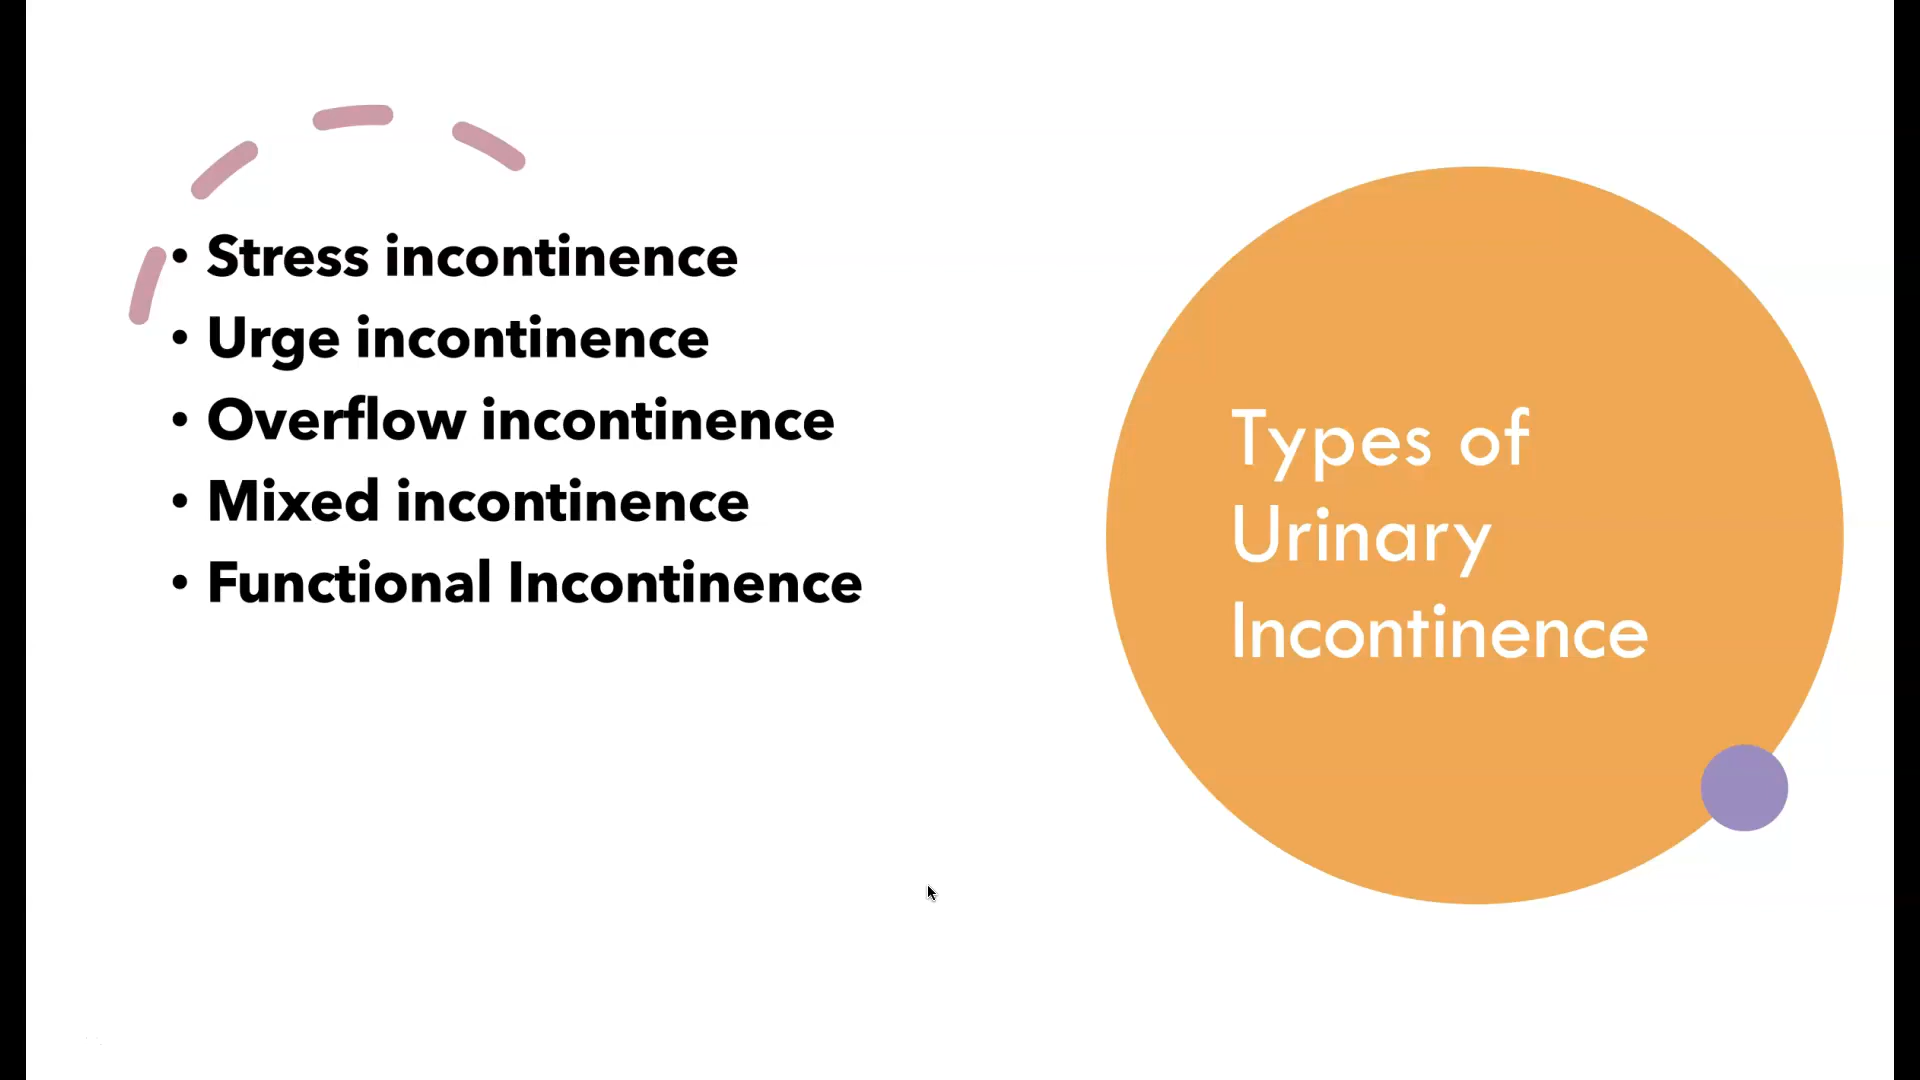 • Stress incontinence
• Urge incontinence
• Overflow incontinence
• Mixed incontinence
• Functional Incontinence
Types of
Urinary
Incontinence